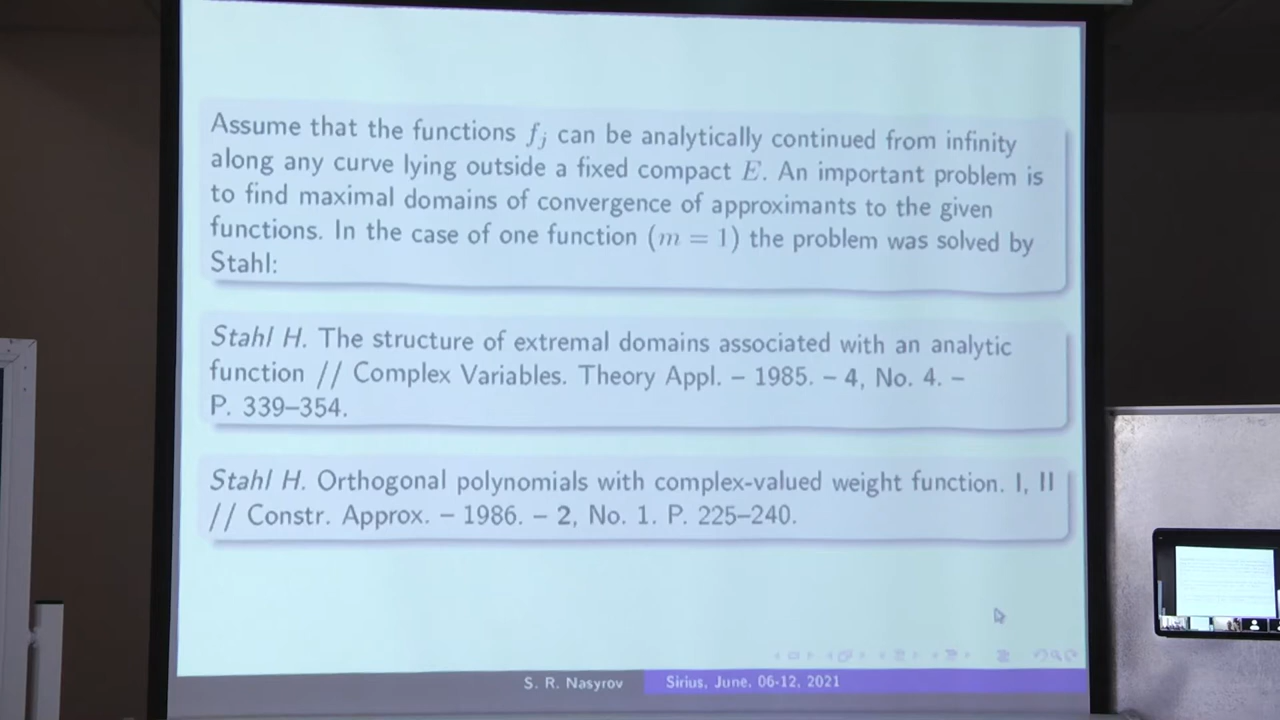 Assume that the functions f_j can be analytically continued from infinity
along any curve lying outside a fixed compact E. An important problem is
to find maximal domains of convergence of approximants to the given
functions. In the case of one function (m = 1) the problem was solved by
Stahl:
Stahl H. The structure of extremal domains associated with an analytic
function // Complex Variables. Theory Appl. – 1985. – 4, No. 4. –
P. 339–354.
Stahl H. Orthogonal polynomials with complex-valued weight function. I, II
// Constr. Approx. – 1986. – 2, No. 1. P. 225–240.
S. R. Nasyrov Sirius, June, 06-12, 2021